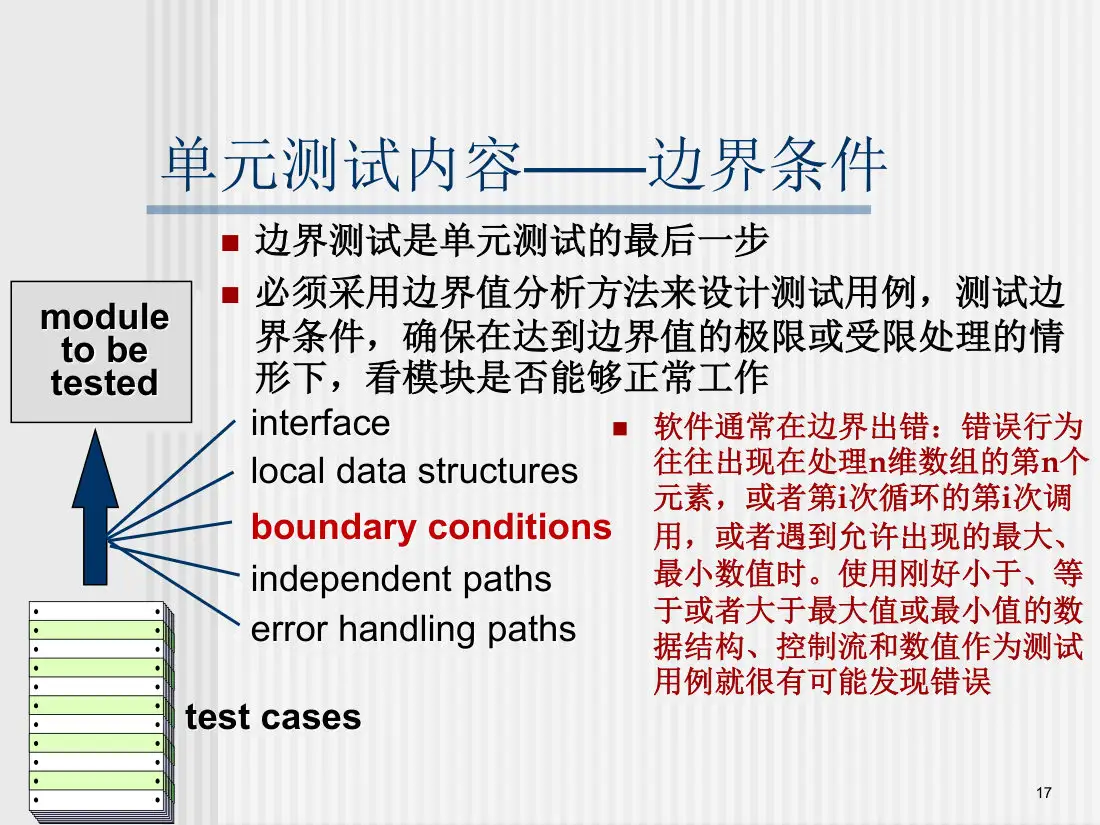 单元测试内容——边界条件
边界测试是单元测试的最后一步
必须采用边界值分析方法来设计测试用例，测试边
界条件，确保在达到边界值的极限或受限处理的情
形下，看模块是否能够正常工作
module
to be
tested
interface
local data structures
boundary conditions
independent paths
error handling paths
test cases
软件通常在边界出错：错误行为
往往出现在处理n维数组的第n个
元素，或者第i次循环的第i次调
用，或者遇到允许出现的最大、
最小数值时。使用刚好小于、等
于或者大于最大值或最小值的数
据结构、控制流和数值作为测试
用例就很有可能发现错误
17